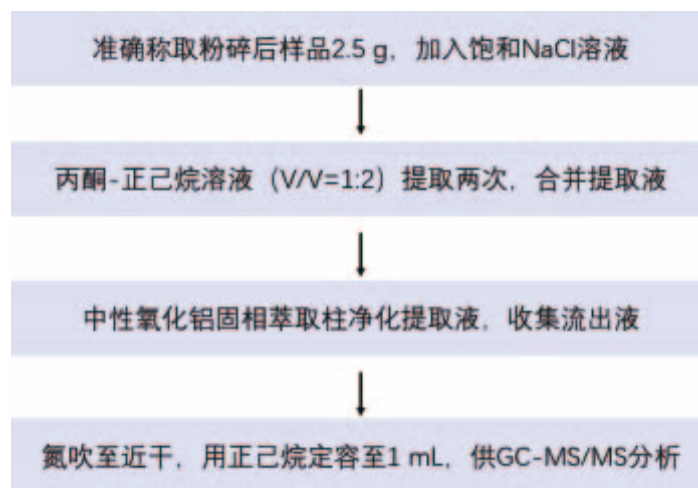 准确称取粉碎后样品2.5 g，加入饱和NaCl溶液
丙酮-正己烷溶液（V/V=1:2）提取两次，合并提取液
中性氧化铝固相萃取柱净化提取液，收集流出液
氮吹至近干，用正己烷定容至1 mL，供GC-MS/MS分析